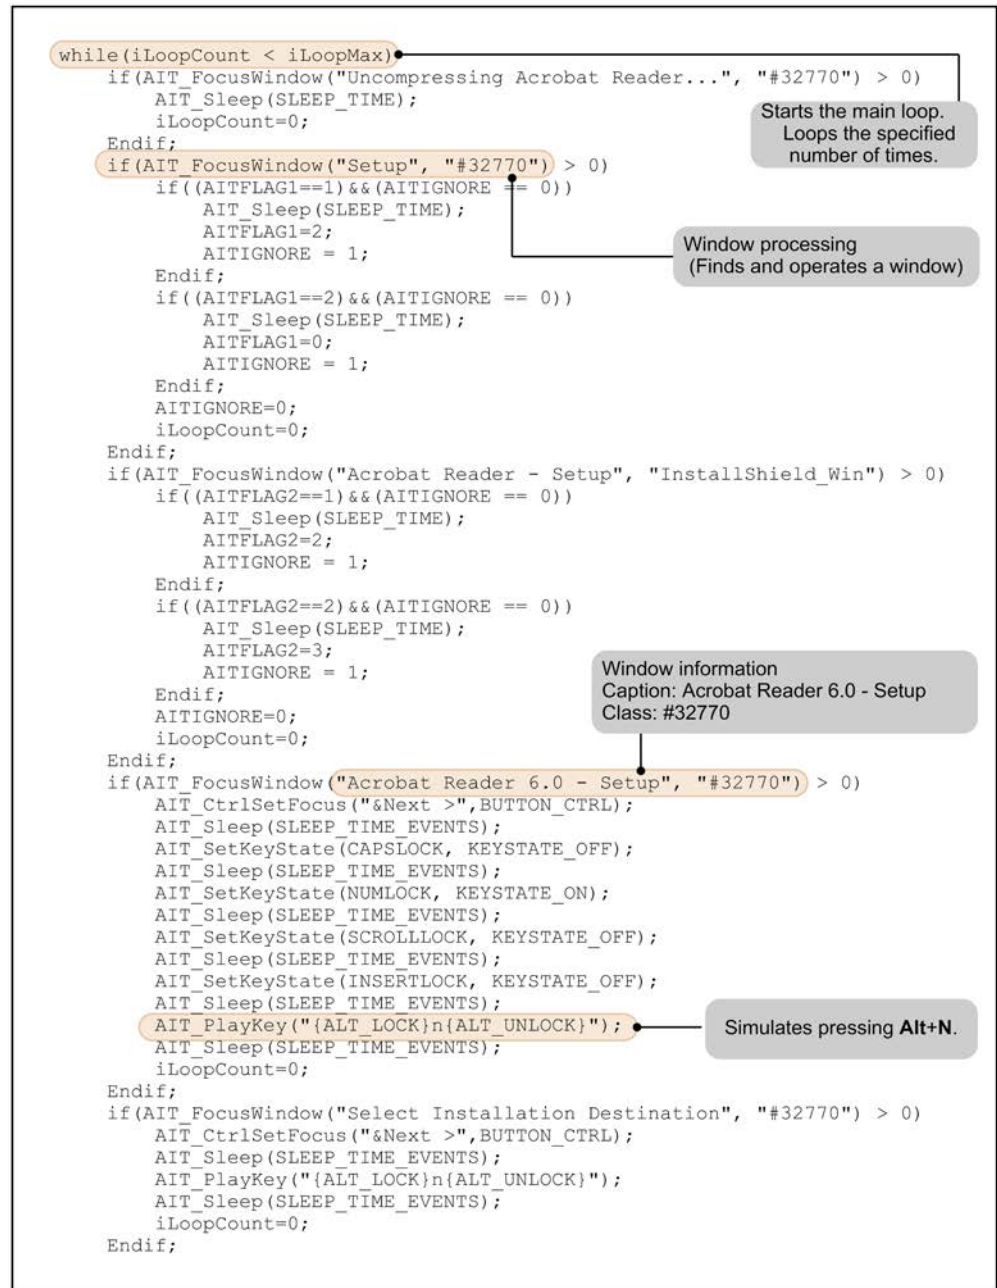 while(iLoopCount < iLoopMax)
if(AIT_FocusWindow("Uncompressing Acrobat Reader...", "#32770") > 0)
AIT_Sleep(SLEEP_TIME);
iLoopCount=0;
Endif;
Starts the main loop.
Loops the specified
number of times.
if(AIT_FocusWindow("Setup", "#32770") > 0)
if((AITFLAG1==1)&&(AITIGNORE == 0))
AIT_Sleep(SLEEP_TIME);
AITFLAG1=2;
AITIGNORE = 1;
Endif;
Window processing
(Finds and operates a window)
if((AITFLAG1==2)&&(AITIGNORE == 0))
AIT_Sleep(SLEEP_TIME);
AITFLAG1=0;
AITIGNORE = 1;
Endif;
AITIGNORE=0;
iLoopCount=0;
Endif;
if(AIT_FocusWindow("Acrobat Reader - Setup", "InstallShield_Win") > 0)
if((AITFLAG2==1)&&(AITIGNORE == 0))
AIT_Sleep(SLEEP_TIME);
AITFLAG2=2;
AITIGNORE = 1;
Endif;
if((AITFLAG2==2)&&(AITIGNORE == 0))
AIT_Sleep(SLEEP_TIME);
AITFLAG2=3;
AITIGNORE = 1;
Endif;
AITIGNORE=0;
iLoopCount=0;
Endif;
Window information
Caption: Acrobat Reader 6.0 - Setup
Class: #32770
if(AIT_FocusWindow("Acrobat Reader 6.0 - Setup", "#32770") > 0)
AIT_CtrlSetFocus("&Next >",BUTTON_CTRL);
AIT_Sleep(SLEEP_TIME_EVENTS);
AIT_SetKeyState(CAPSLOCK, KEYSTATE_OFF);
AIT_Sleep(SLEEP_TIME_EVENTS);
AIT_SetKeyState(NUMLOCK, KEYSTATE_ON);
AIT_Sleep(SLEEP_TIME_EVENTS);
AIT_SetKeyState(SCROLLLOCK, KEYSTATE_OFF);
AIT_Sleep(SLEEP_TIME_EVENTS);
AIT_SetKeyState(INSERTLOCK, KEYSTATE_OFF);
AIT_Sleep(SLEEP_TIME_EVENTS);
AIT_PlayKey("{ALT_LOCK}n{ALT_UNLOCK}");
Simulates pressing Alt+N.
AIT_Sleep(SLEEP_TIME_EVENTS);
iLoopCount=0;
Endif;
if(AIT_FocusWindow("Select Installation Destination", "#32770") > 0)
AIT_CtrlSetFocus("&Next >",BUTTON_CTRL);
AIT_Sleep(SLEEP_TIME_EVENTS);
AIT_PlayKey("{ALT_LOCK}n{ALT_UNLOCK}");
AIT_Sleep(SLEEP_TIME_EVENTS);
iLoopCount=0;
Endif;